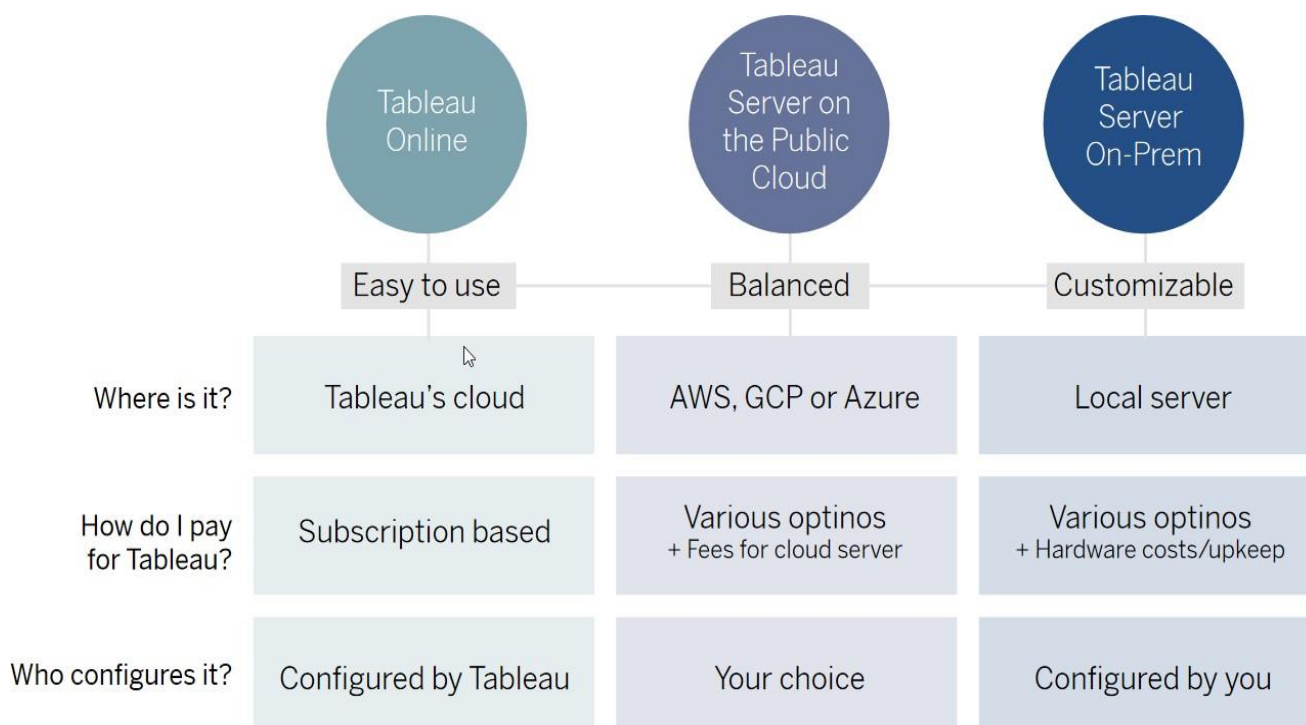 Tableau
Online
Tableau
Server on
the Public
Cloud
Tableau
Server
On-Prem
Easy to use
Balanced
Customizable
Where is it?
Tableau's cloud
AWS, GCP or Azure
Local server
How do I pay
for Tableau?
Subscription based
Various optinos
+ Fees for cloud server
Various optinos
+ Hardware costs/upkeep
Who configures it?
Configured by Tableau
Your choice
Configured by you